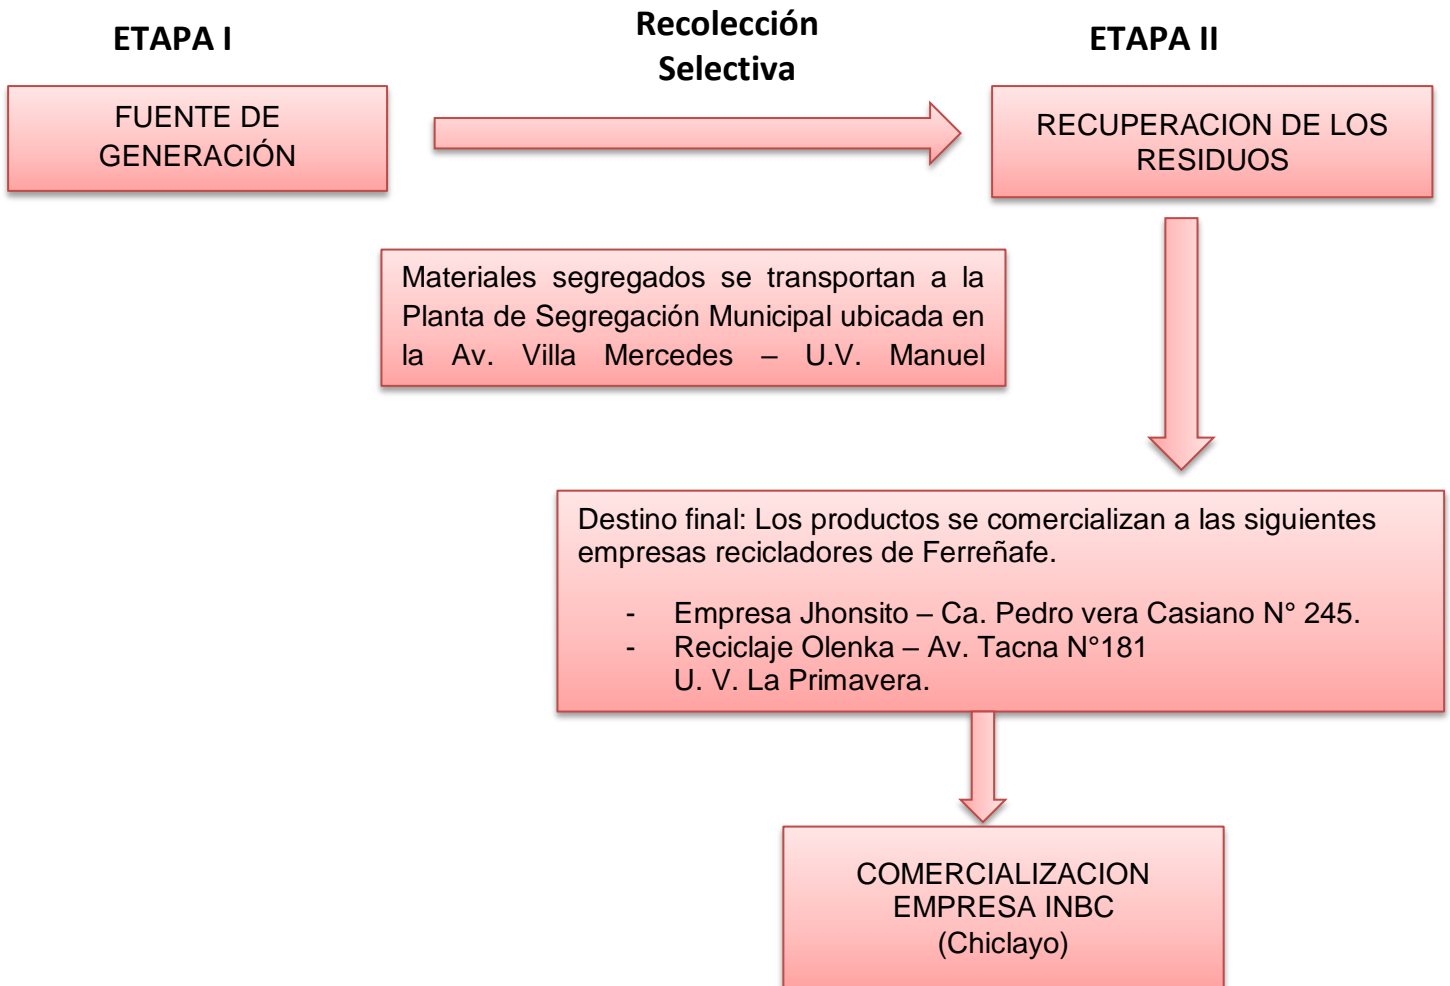 ETAPA I
Recolección
Selectiva
ETAPA II
FUENTE DE
GENERACIÓN
RECUPERACION DE LOS
RESIDUOS
Materiales segregados se transportan a la
Planta de Segregación Municipal ubicada en
la Av. Villa Mercedes – U.V. Manuel
Destino final: Los productos se comercializan a las siguientes
empresas recicladores de Ferreñafe.
- Empresa Jhonsito – Ca. Pedro vera Casiano N° 245.
- Reciclaje Olenka – Av. Tacna N°181
U. V. La Primavera.
COMERCIALIZACION
EMPRESA INBC
(Chiclayo)